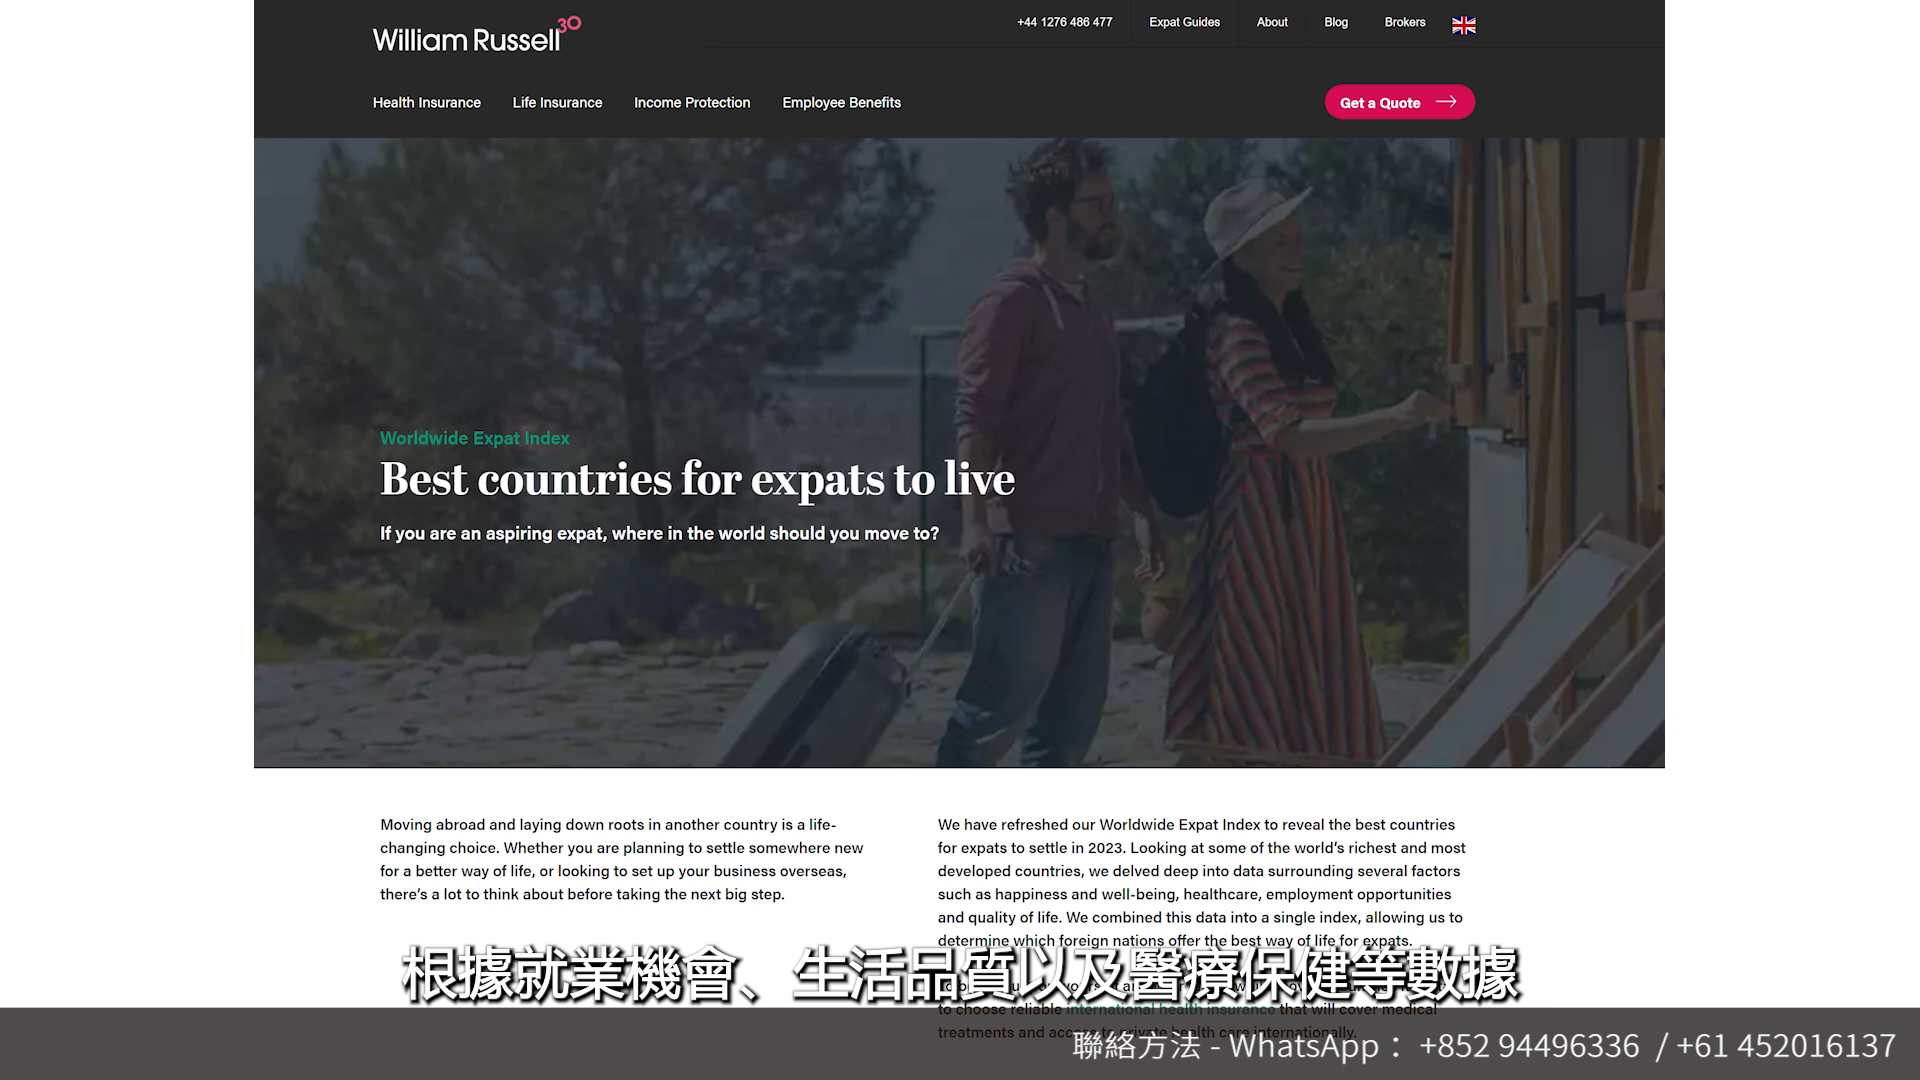 William Russell 30
+44 1276 486 477
Expat Guides
About
Blog
Brokers
Health Insurance
Life Insurance
Income Protection
Employee Benefits
Get a Quote
Worldwide Expat Index
Best countries for expats to live
If you are an aspiring expat, where in the world should you move to?
Moving abroad and laying down roots in another country is a life-
changing choice. Whether you are planning to settle somewhere new
for a better way of life, or looking to set up your business overseas,
there's a lot to think about before taking the next big step.
We have refreshed our Worldwide Expat Index to reveal the best countries
for expats to settle in 2023. Looking at some of the world's richest and most
developed countries, we delved deep into data surrounding several factors
such as happiness and well-being, healthcare, employment opportunities
and quality of life. We combined this data into a single index, allowing us to
determine which foreign nations offer the best way of life for expats.
to choose reliable international health insurance that will cover medical
treatments and access to private health care internationally.
根據就業機會、生活品質以及醫療保健等數據
聯絡方法 - WhatsApp： +852 94496336 / +61 452016137